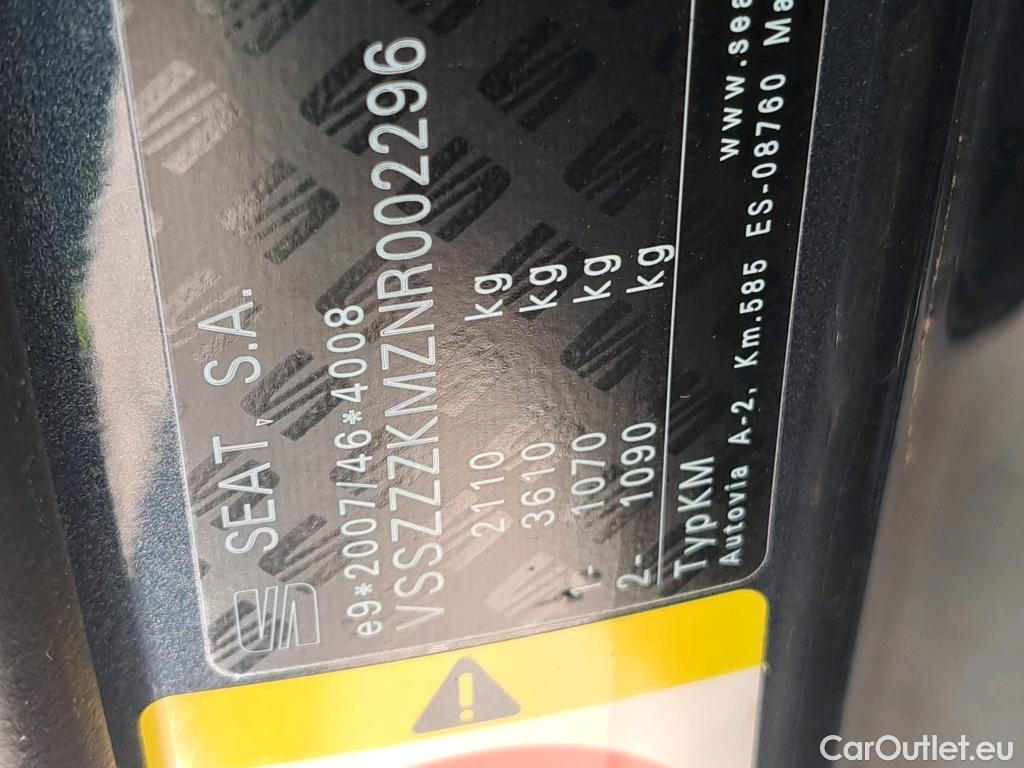 SEAT, S.A.
e9*2007/46*4008
VSSZZZKMZNR002296
2110 kg
3610 kg
1- 1070 kg
2- 1090 kg
TypKM
Autovia A-2, Km.585 ES-08760
www.sea
CarOutlet.eu